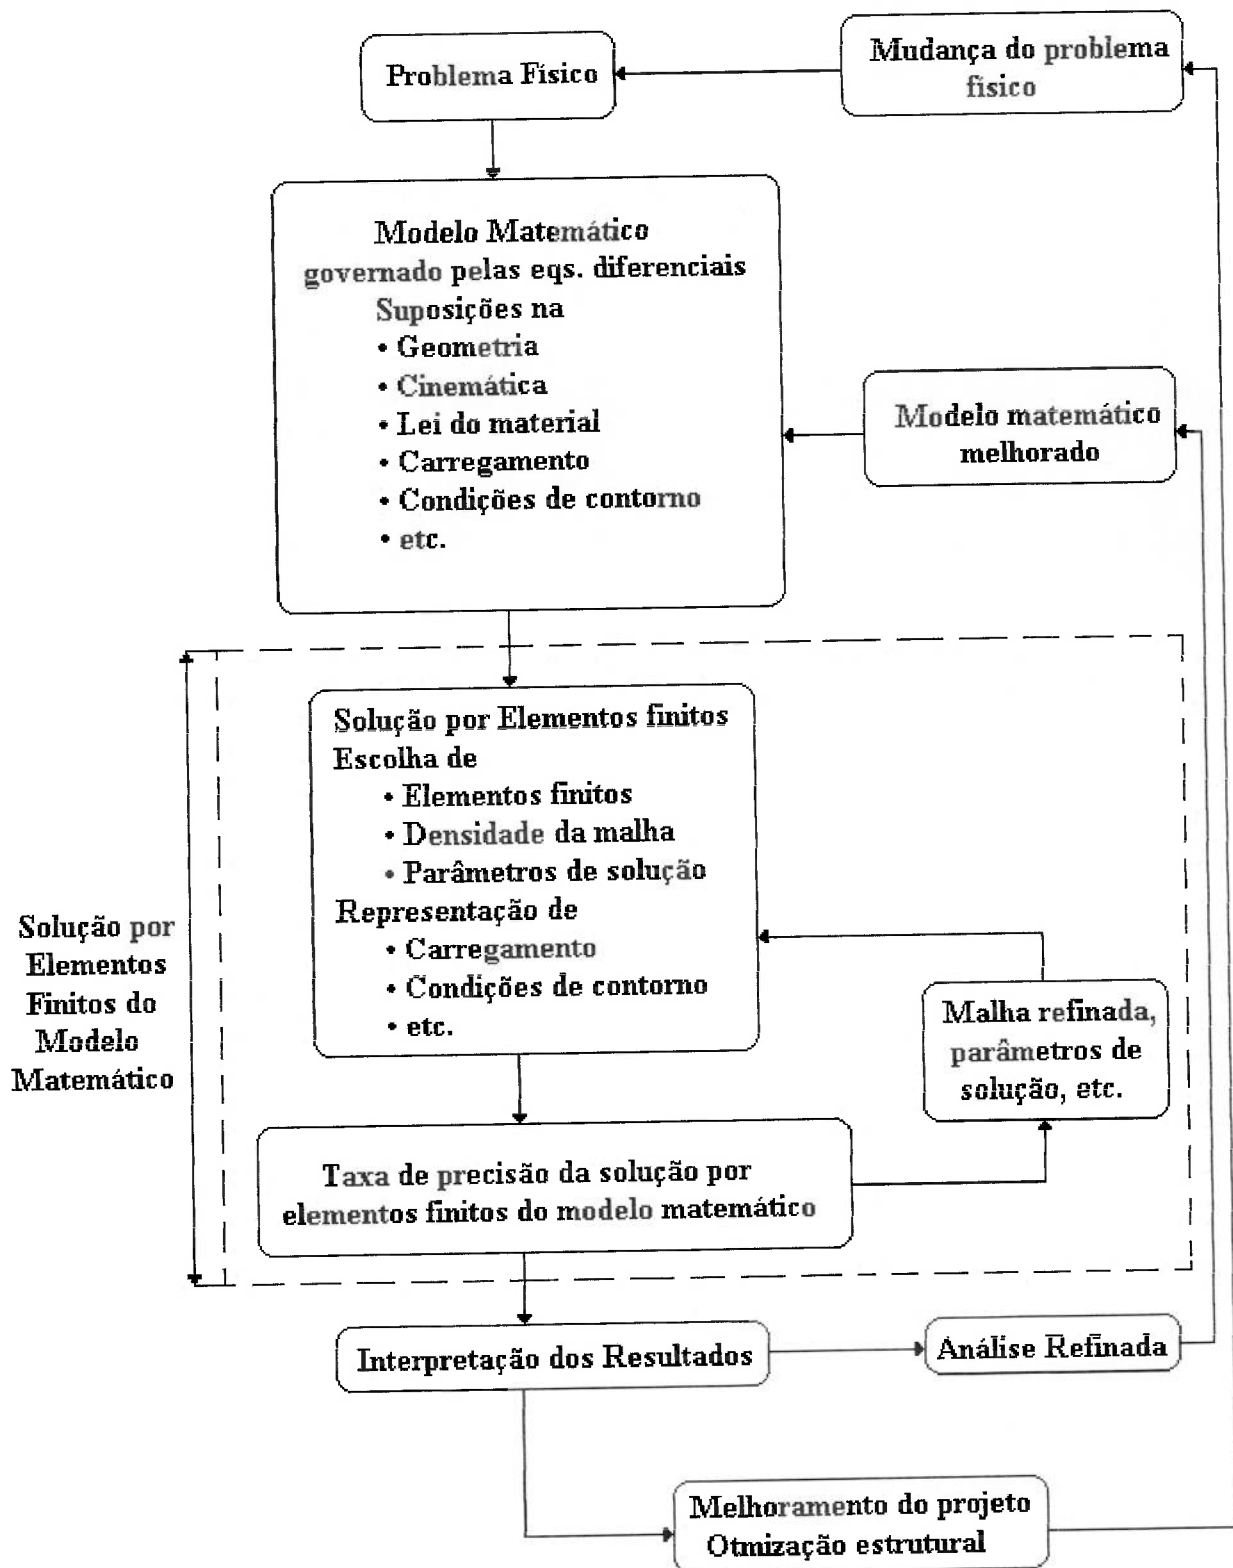 Problema Físico
Mudança do problema
físico
Modelo Matemático
governado pelas eqs. diferenciais
Suposições na
• Geometria
• Cinemática
• Lei do material
• Carregamento
• Condições de contorno
• etc.
Modelo matemático
melhorado
Solução por Elementos finitos
Escolha de
• Elementos finitos
• Densidade da malha
• Parâmetros de solução
Representação de
• Carregamento
• Condições de contorno
• etc.
Solução por
Elementos
Finitos do
Modelo
Matemático
Malha refinada,
parâmetros de
solução, etc.
Taxa de precisão da solução por
elementos finitos do modelo matemático
Interpretação dos Resultados
Análise Refinada
Melhoramento do projeto
Otmização estrutural